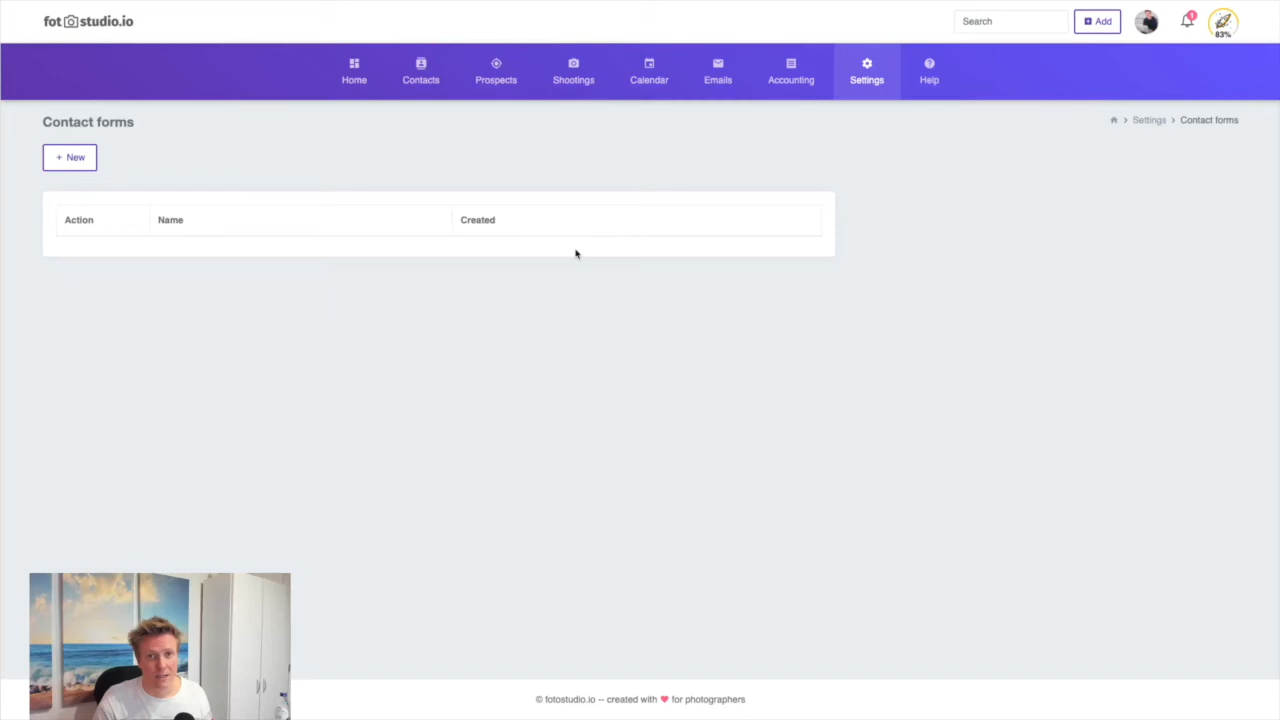 fot studio.io
Search
Add
1
83%
Home
Contacts
Prospects
Shootings
Calendar
Emails
Accounting
Settings
Help
Contact forms
Settings > Contact forms
+ New
Action Name Created
© fotostudio.io -- created with ❤ for photographers